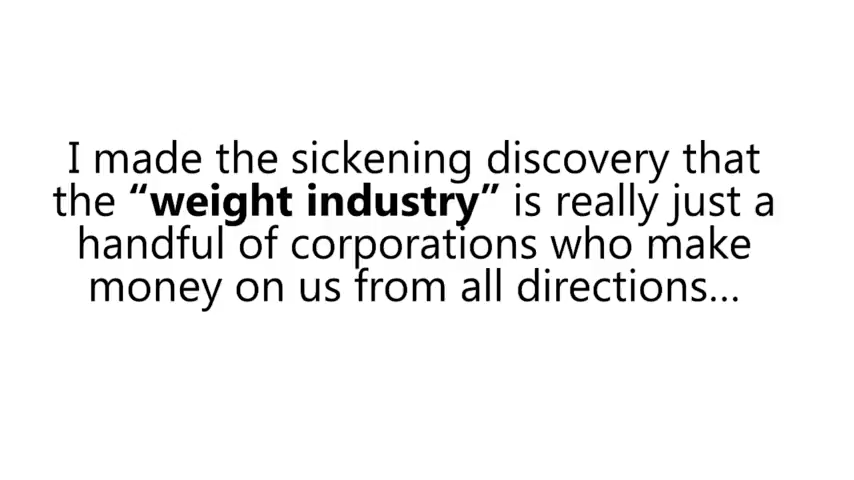 I made the sickening discovery that
the “weight industry” is really just a
handful of corporations who make
money on us from all directions…